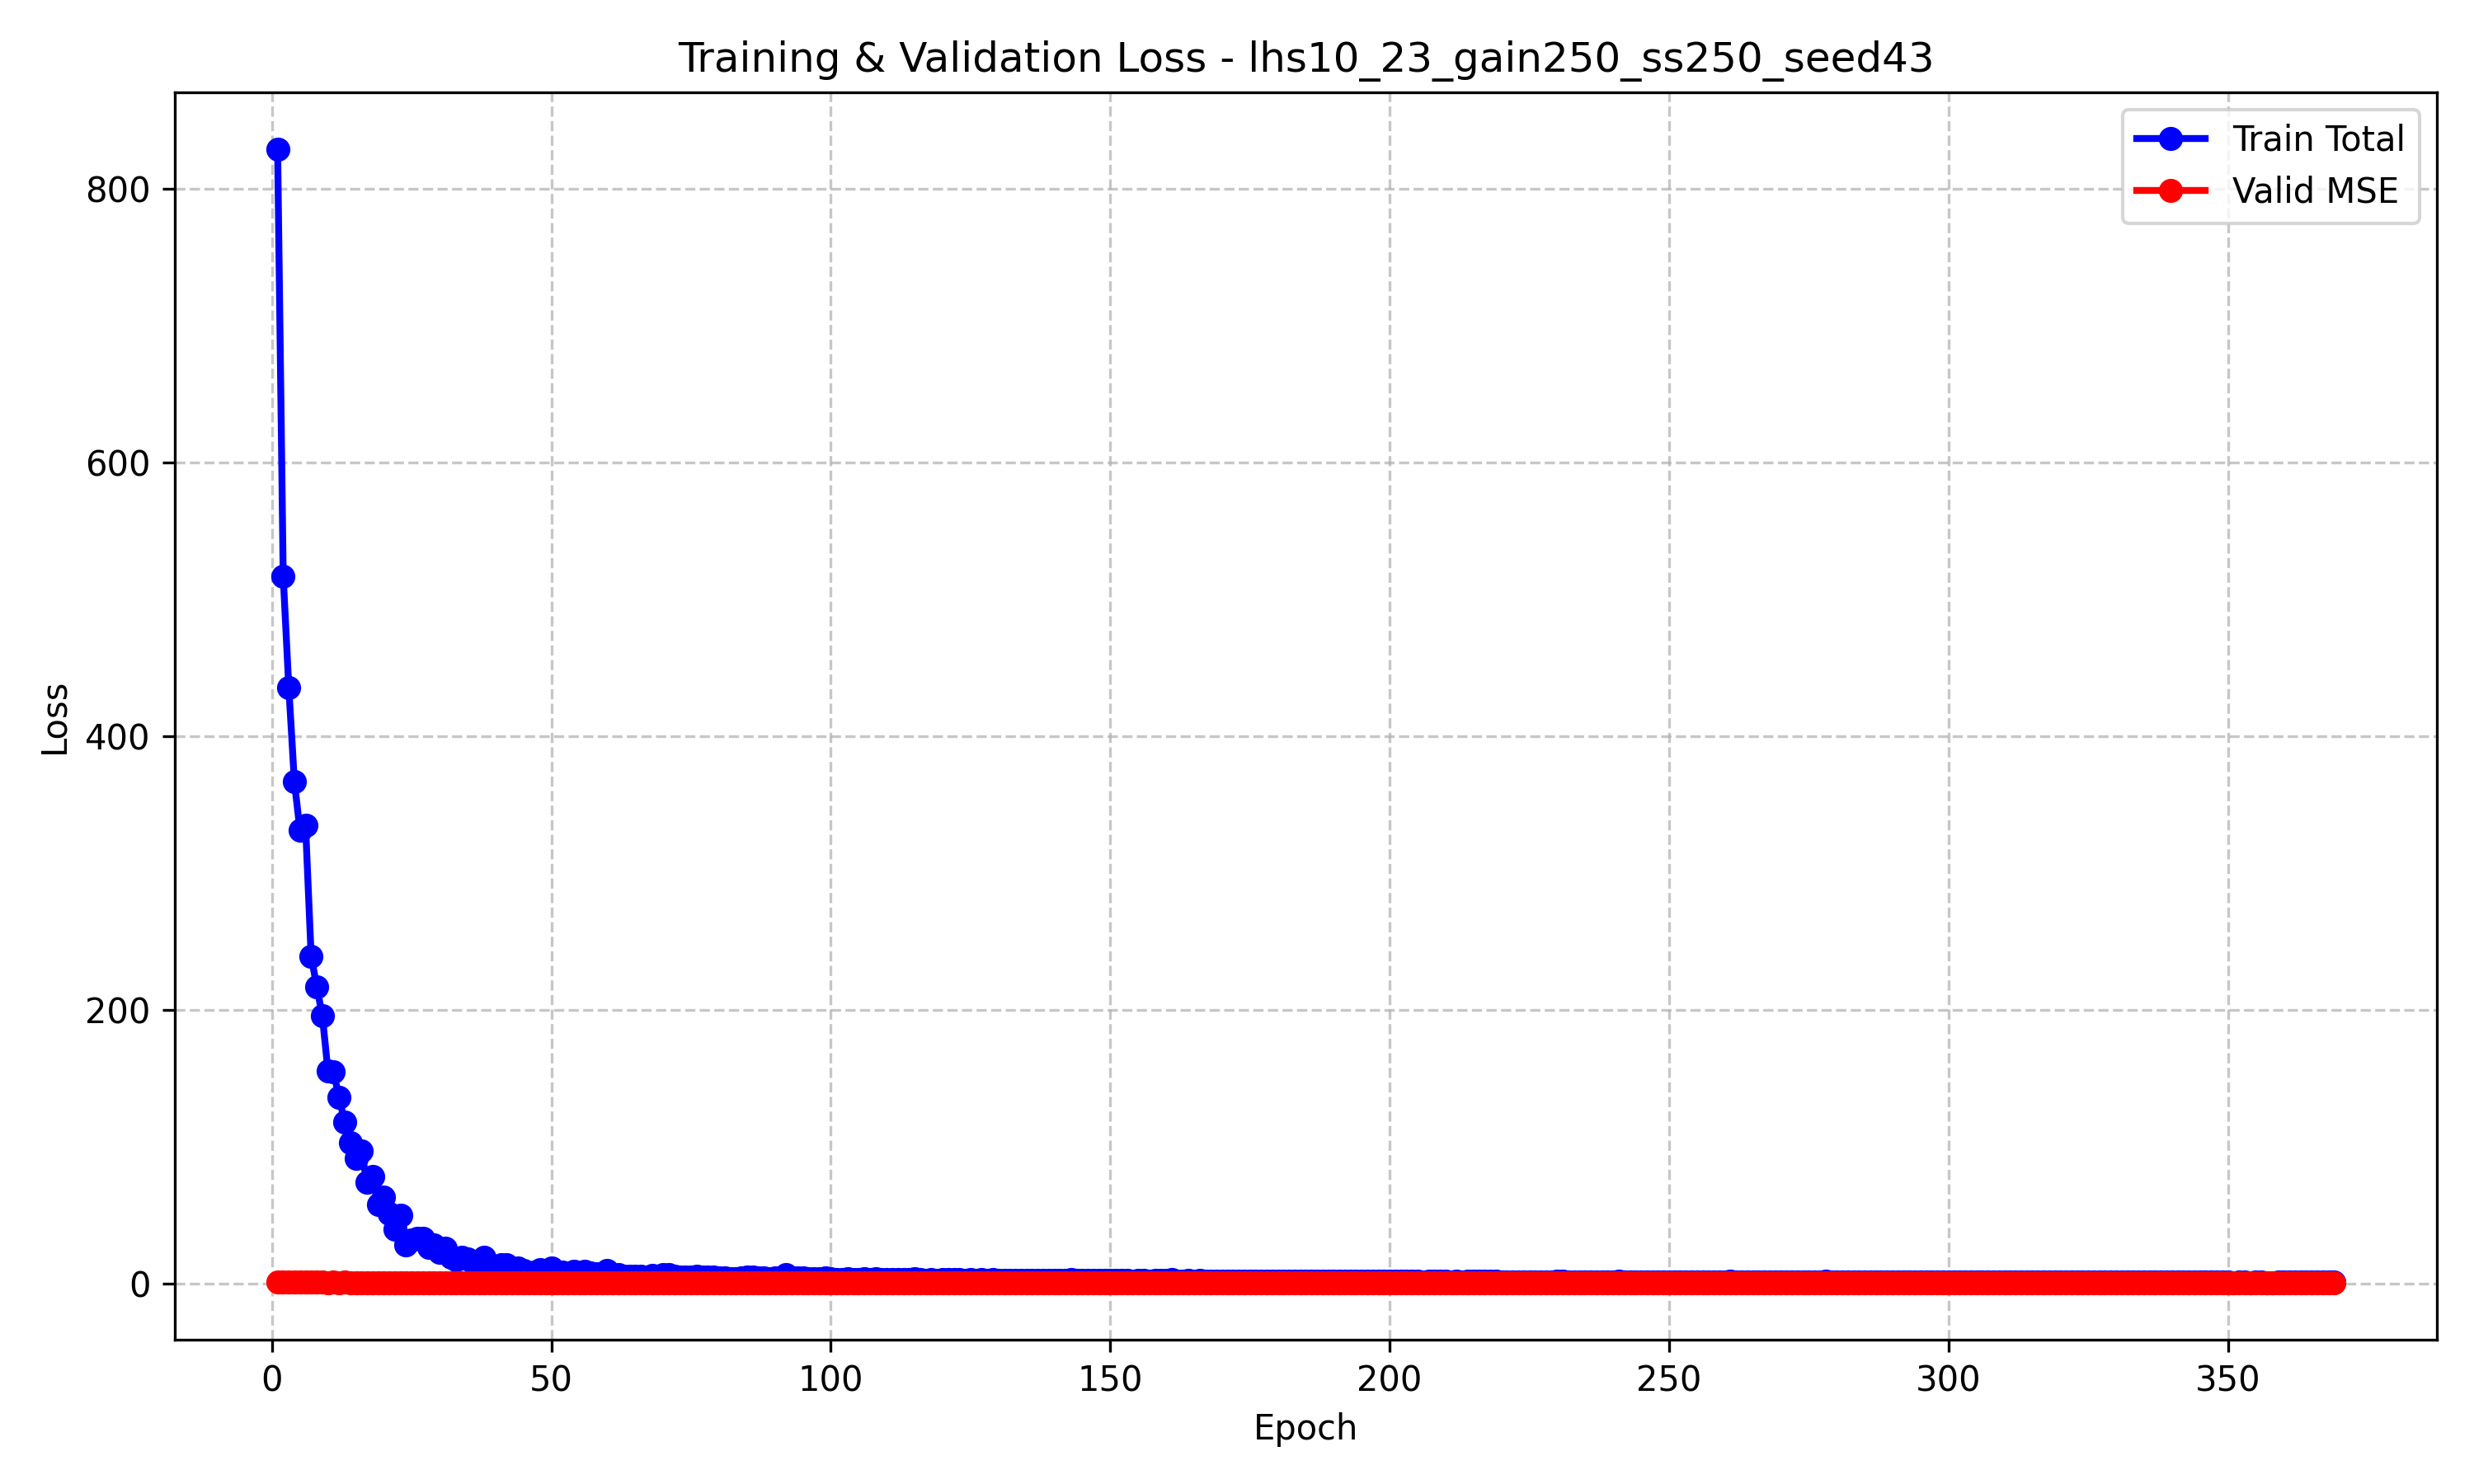 Training & Validation Loss - lhs10_23_gain250_ss250_seed43
Train Total
Valid MSE
800
600
400
200
0
Loss
0 50 100 150 200 250 300 350
Epoch